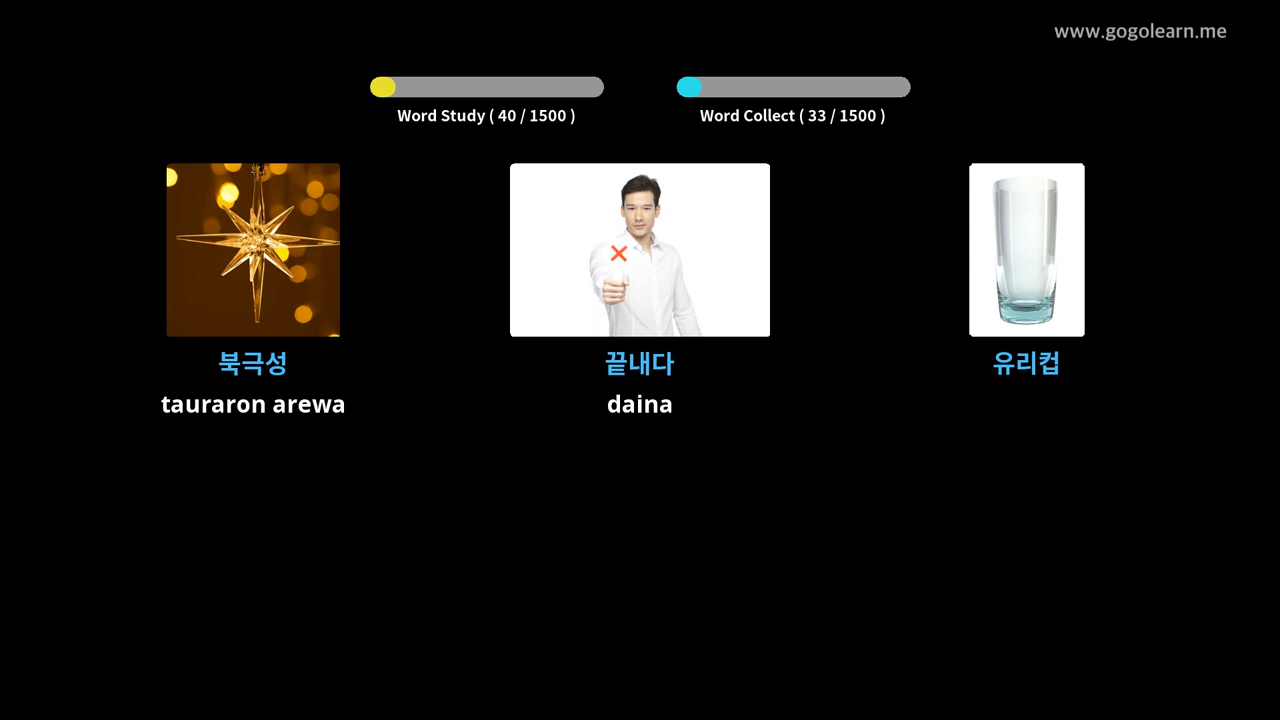 www.gogolearn.me
Word Study ( 40 / 1500 )
Word Collect ( 33 / 1500 )
북극성
끝내다
유리컵
tauraron arewa
daina